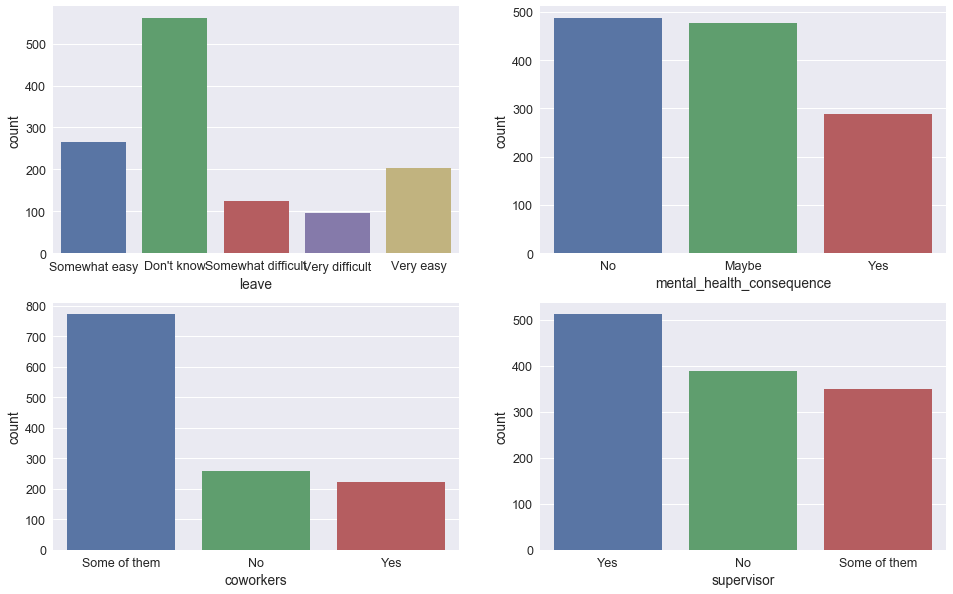 500
400
300
200
100
0
count
Somewhat easy Don't know Somewhat difficult Very difficult Very easy
leave
500
400
300
200
100
0
count
No Maybe Yes
mental_health_consequence
800
700
600
500
400
300
200
100
0
count
Some of them No Yes
coworkers
500
400
300
200
100
0
count
Yes No Some of them
supervisor